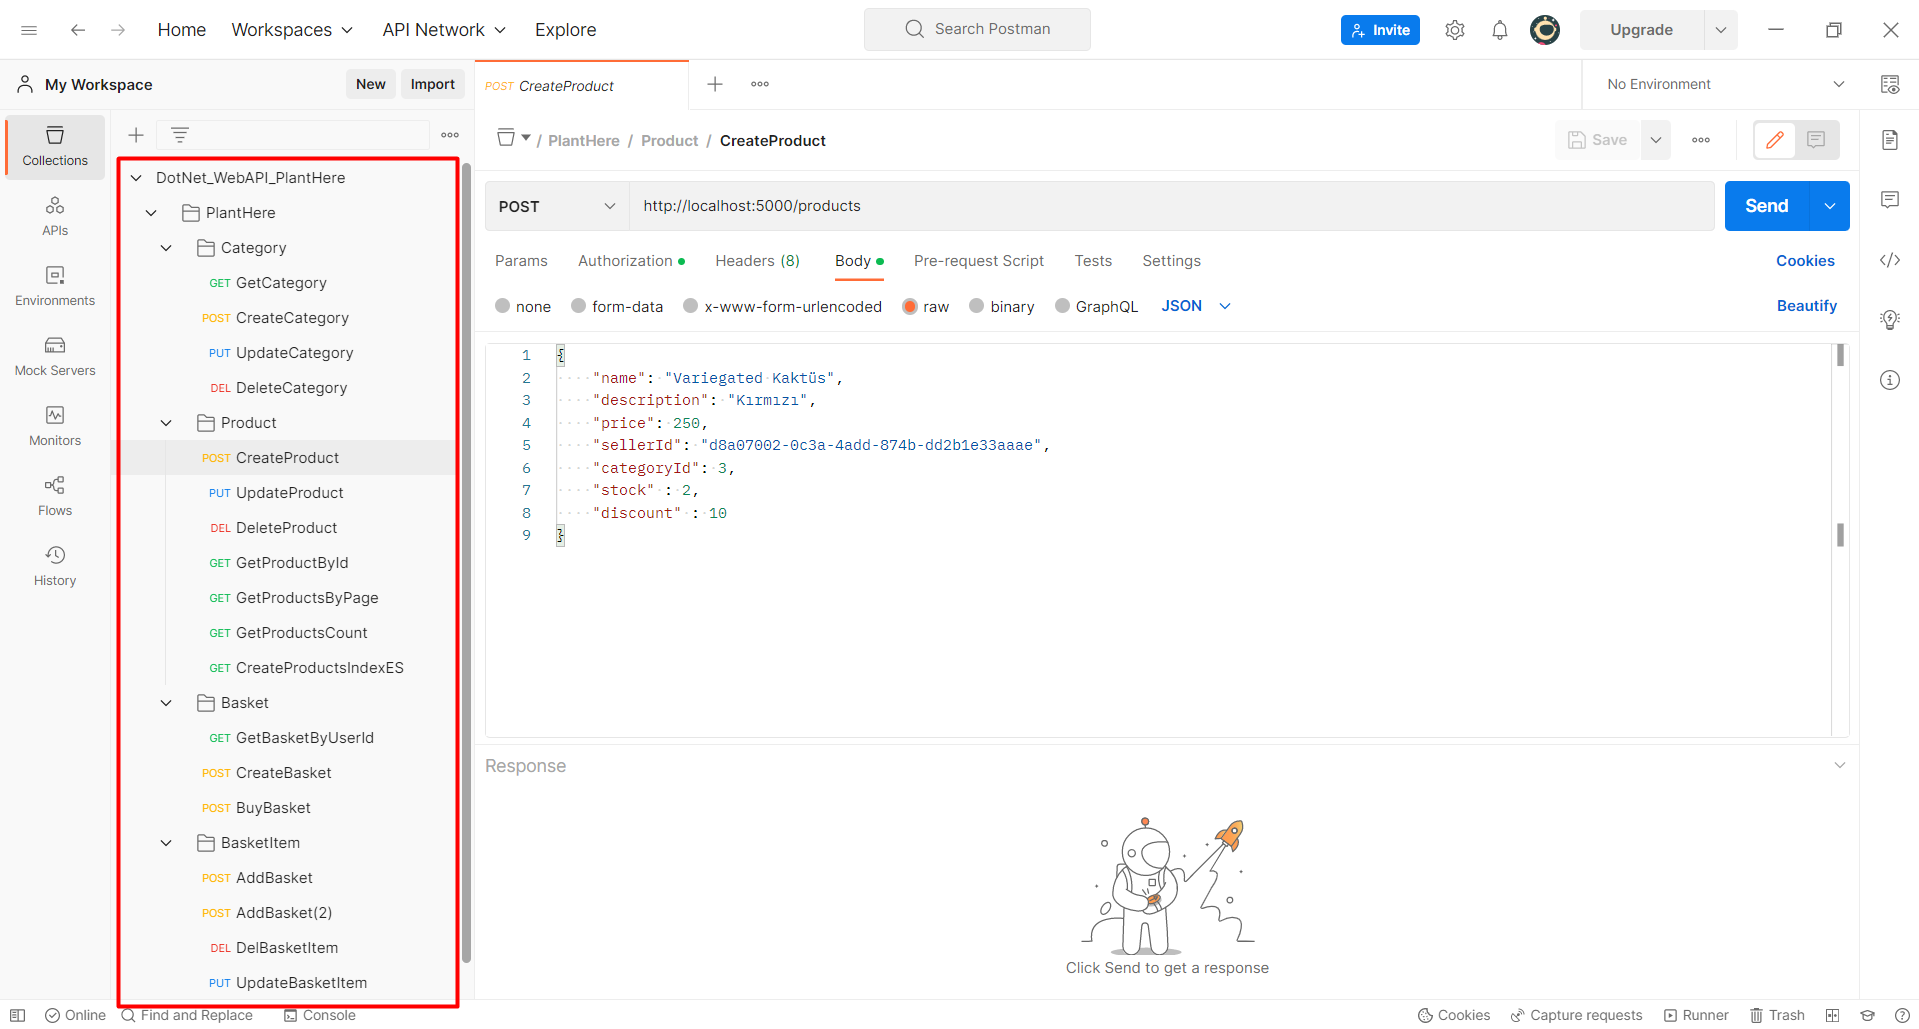 Home Workspaces API Network Explore Search Postman Invite Upgrade
My Workspace New Import POST CreateProduct No Environment
Collections
APIs
Environments
Mock Servers
Monitors
Flows
History
DotNet_WebAPI_PlantHere
PlantHere
Category
GET GetCategory
POST CreateCategory
PUT UpdateCategory
DEL DeleteCategory
Product
POST CreateProduct
PUT UpdateProduct
DEL DeleteProduct
GET GetProductById
GET GetProductsByPage
GET GetProductsCount
GET CreateProductsIndexES
Basket
GET GetBasketByUserId
POST CreateBasket
POST BuyBasket
BasketItem
POST AddBasket
POST AddBasket(2)
DEL DelBasketItem
PUT UpdateBasketItem
/ PlantHere / Product / CreateProduct Save
POST http://localhost:5000/products Send
Params Authorization Headers (8) Body Pre-request Script Tests Settings Cookies
none form-data x-www-form-urlencoded raw binary GraphQL JSON Beautify
1 {
2 "name": "Variegated Kaktüs",
3 "description": "Kırmızı",
4 "price": 250,
5 "sellerId": "d8a07002-0c3a-4add-874b-dd2b1e33aaae",
6 "categoryId": 3,
7 "stock" : 2,
8 "discount" : 10
9 }
Response
Click Send to get a response
Online Find and Replace Console Cookies Capture requests Runner Trash